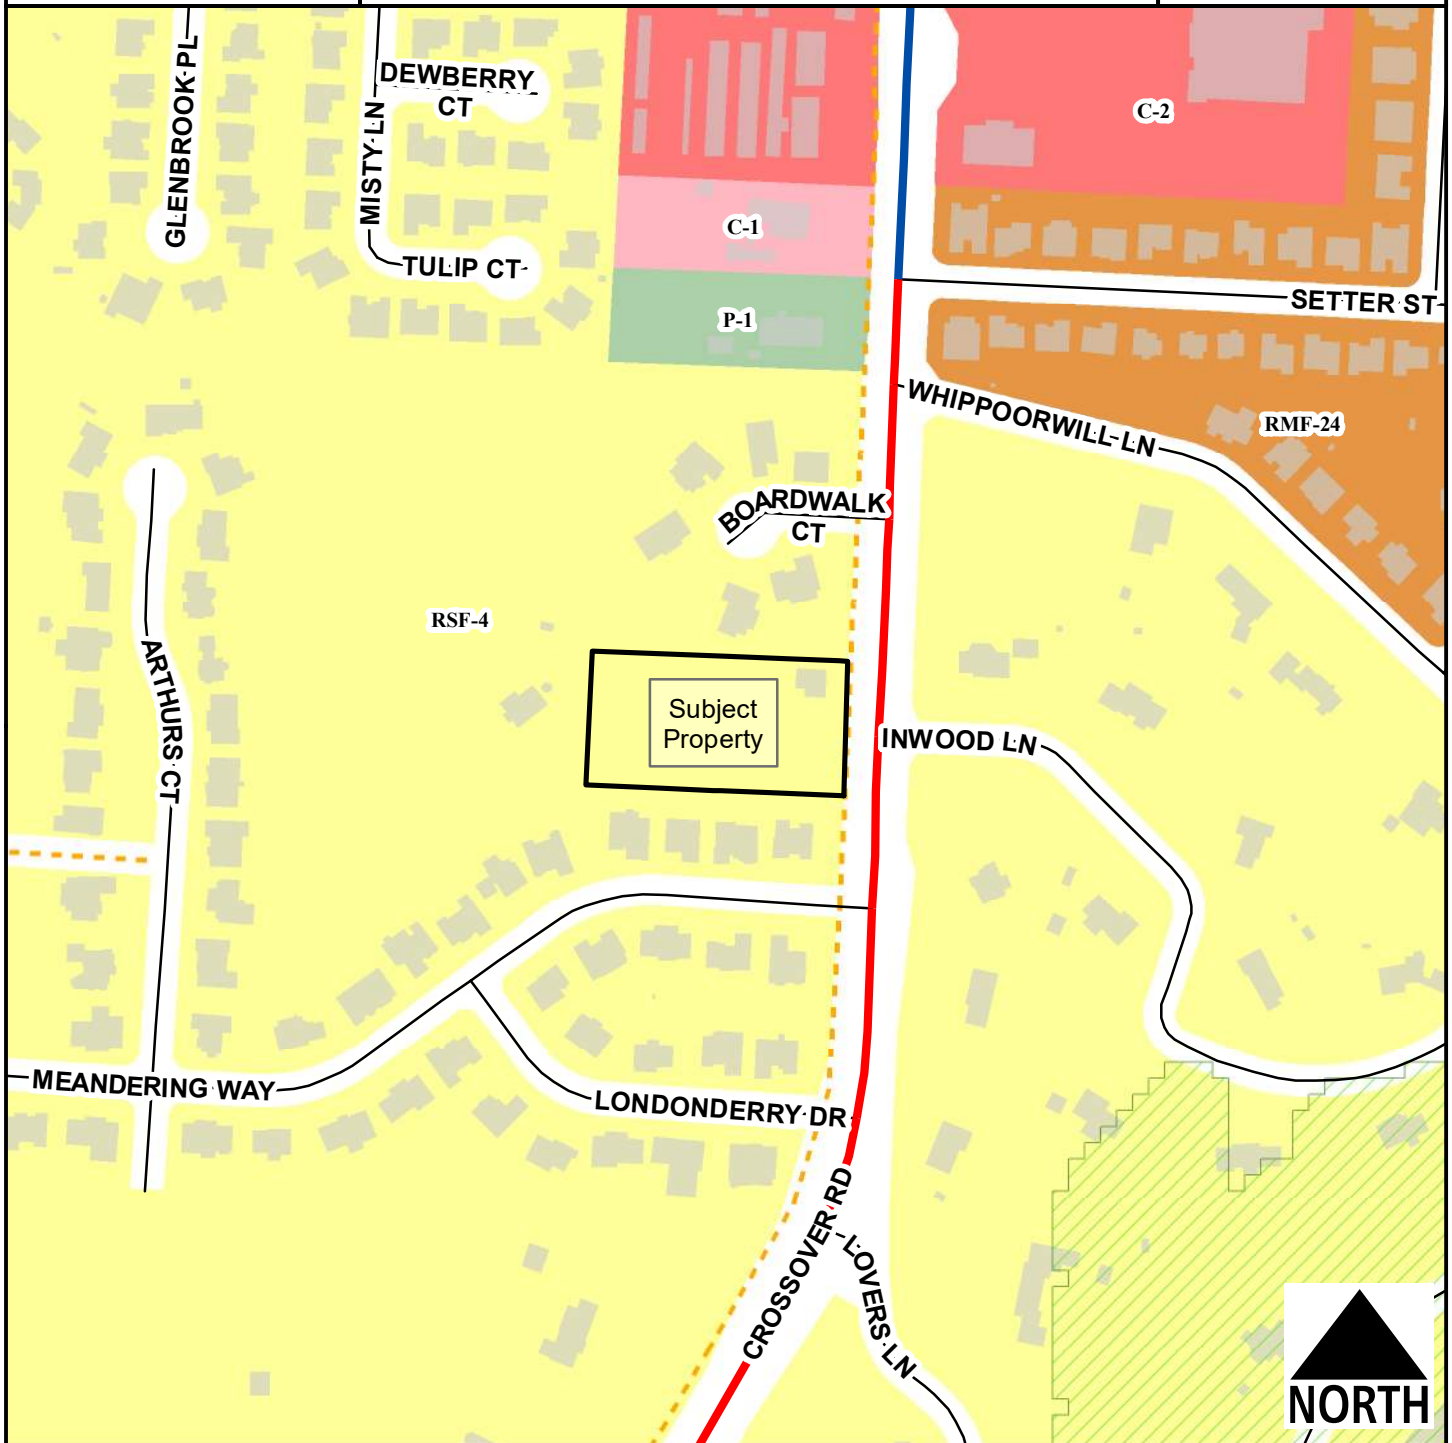 GLENBROOK PL
MISTY LN
DEWBERRY
CT
TULIP CT
C-2
C-1
P-1
SETTER ST
WHIPPOORWILL LN
RMF-24
BOARDWALK
CT
RSF-4
ARTHURS CT
Subject
Property
INWOOD LN
MEANDERING WAY
LONDONDERRY DR
CROSSOVER RD
LOVERS LN
NORTH